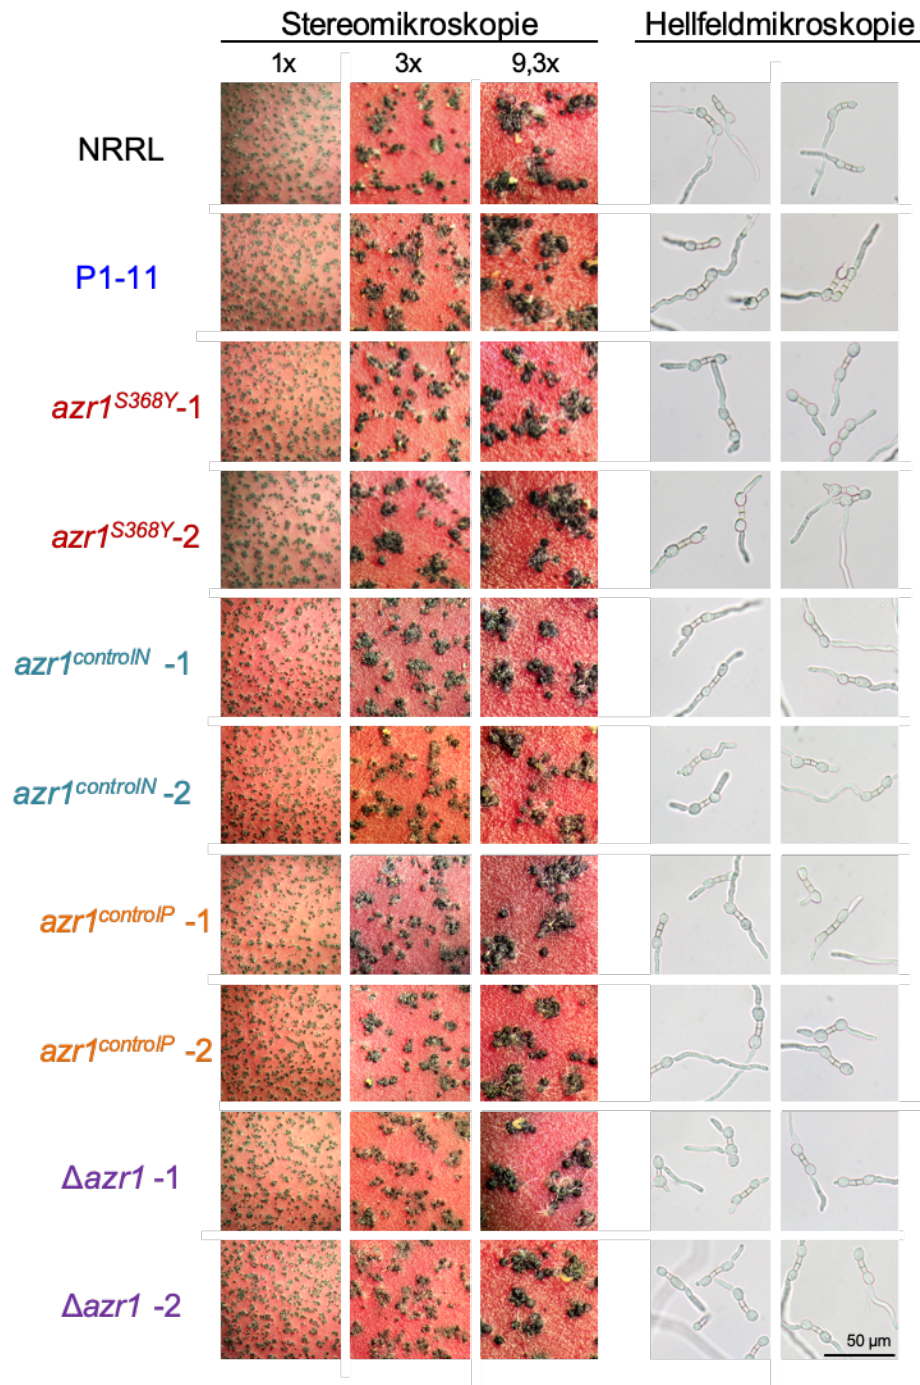 Stereomikroskopie Hellfeldmikroskopie
1x 3x 9,3x
NRRL
P1-11
azr1S368Y-1
azr1S368Y-2
azr1controlN -1
azr1controlN -2
azr1controlP -1
azr1controlP -2
Δazr1 -1
Δazr1 -2
50 µm